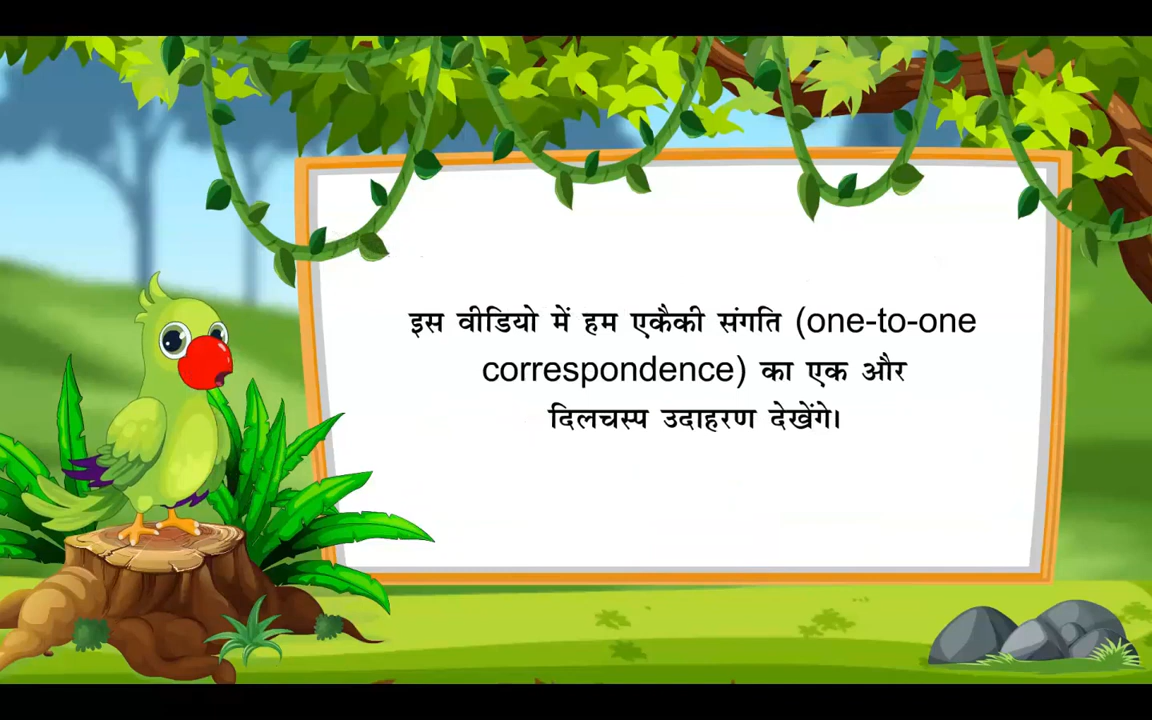 इस वीडियो में हम एकैकी संगति (one-to-one
correspondence) का एक और
दिलचस्प उदाहरण देखेंगे।